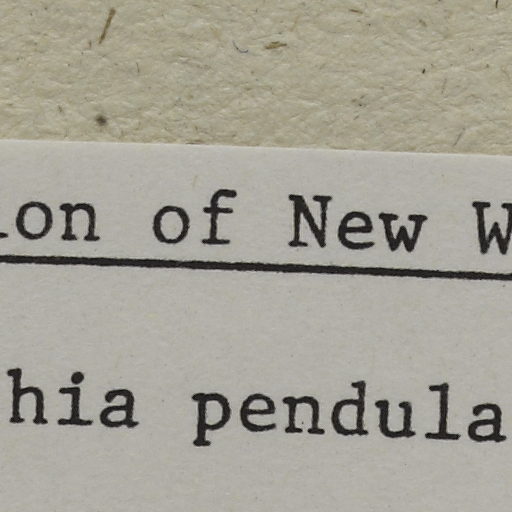 ion of New W
hia pendula